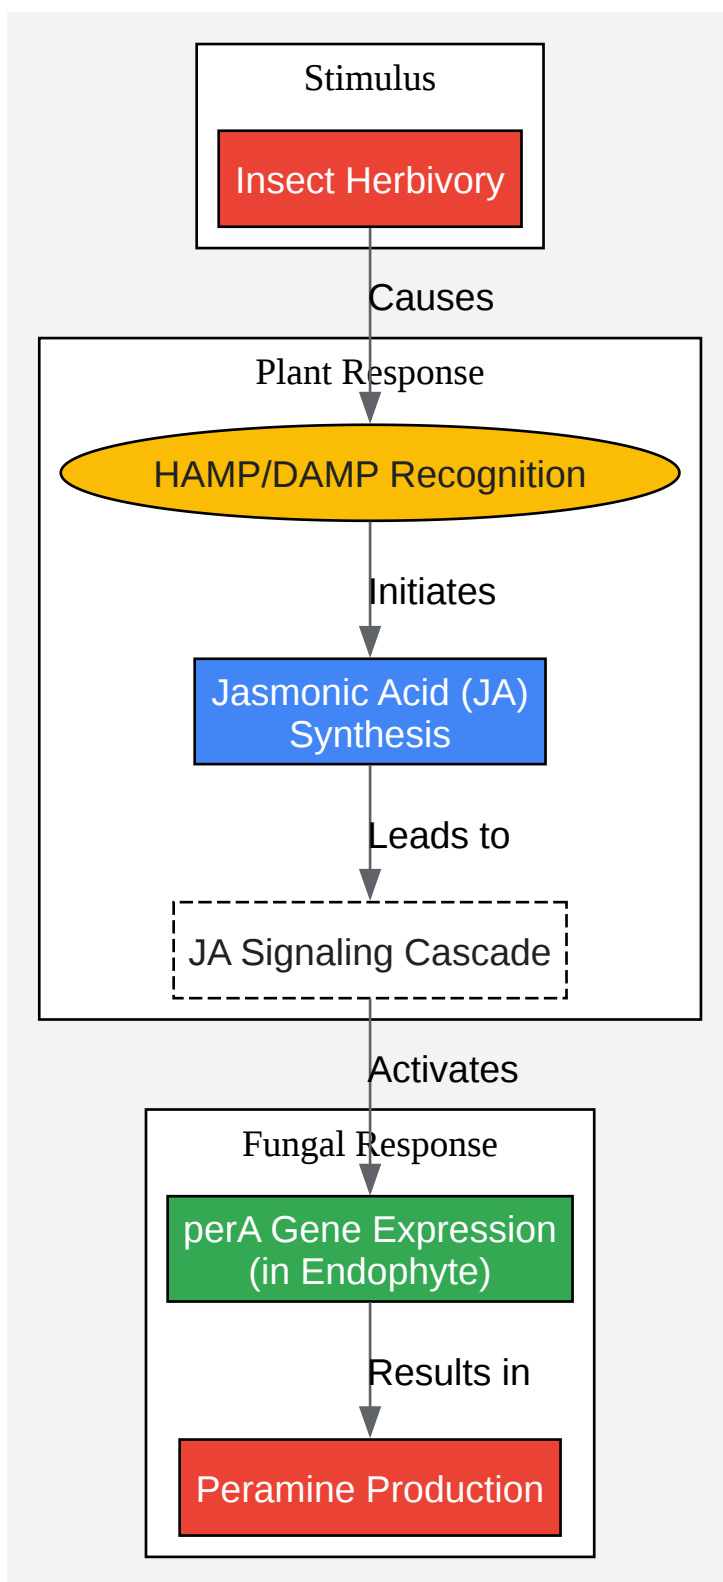 Stimulus
Insect Herbivory
Causes
Plant Response
HAMP/DAMP Recognition
Initiates
Jasmonic Acid (JA)
Synthesis
Leads to
JA Signaling Cascade
Activates
Fungal Response
perA Gene Expression
(in Endophyte)
Results in
Peramine Production